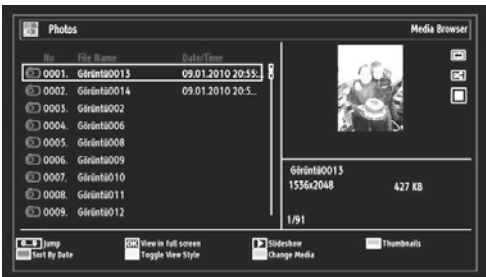 Photos
Media Browser
No File Name Date/Time
0001. Görüntü0013 09.01.2010 20:55:..
0002. Görüntü0014 09.01.2010 20:5...
0003. Görüntü002
0004. Görüntü006
0005. Görüntü008
0006. Görüntü009
0007. Görüntü010
0008. Görüntü011
0009. Görüntü012
Görüntü0013
1536x2048 427 KB
1/91
0...9 Jump OK View in full screen Slideshow Thumbnails
Sort By Date Toggle View Style Change Media